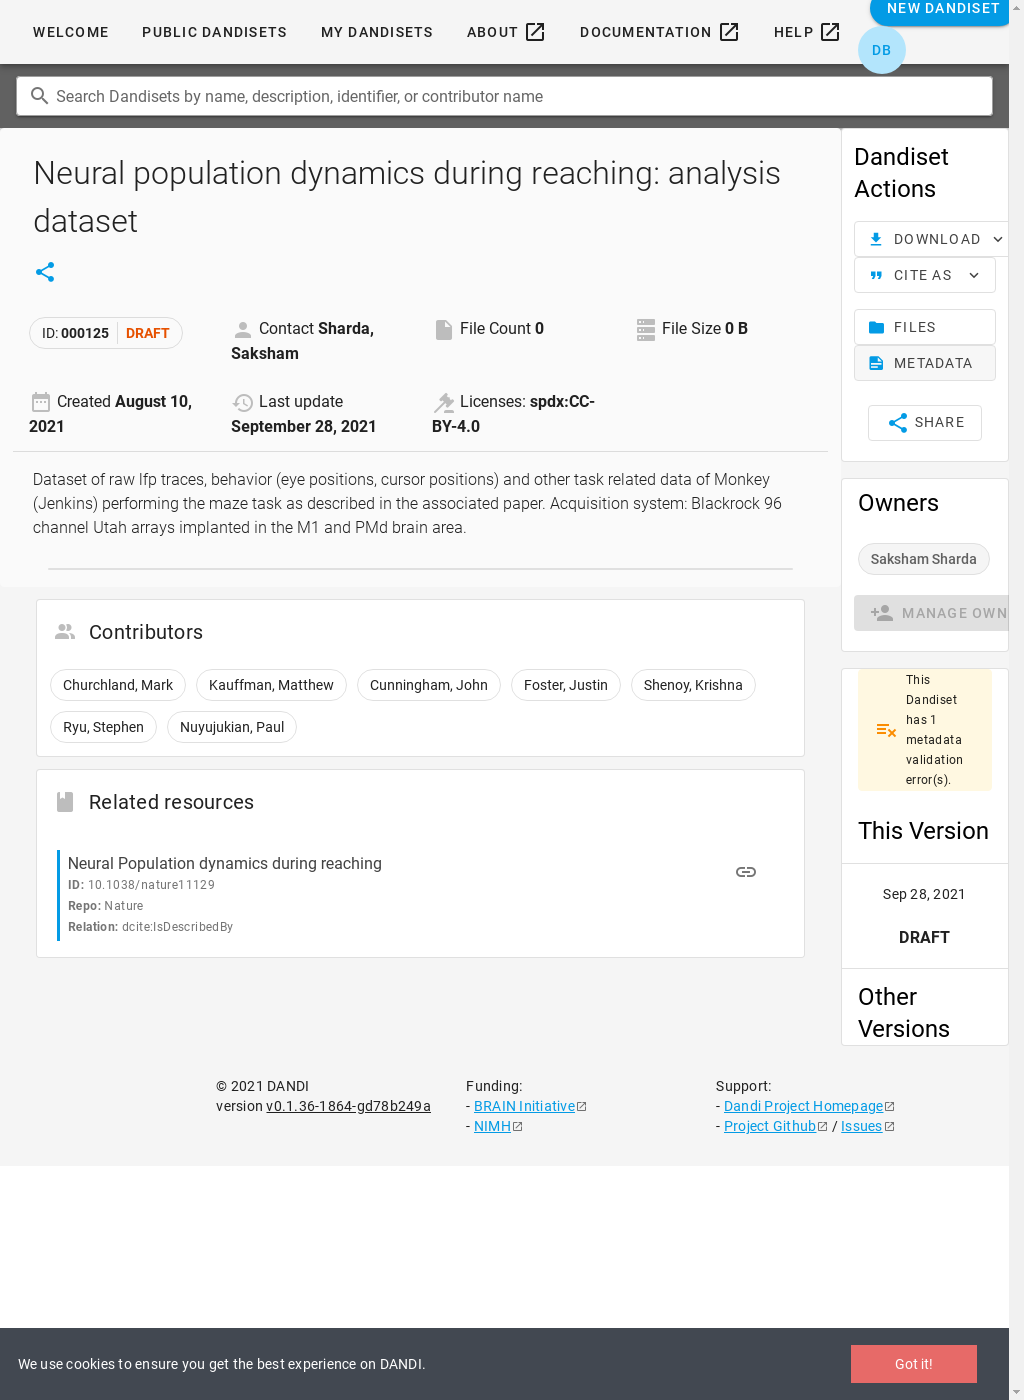 WELCOME PUBLIC DANDISETS MY DANDISETS ABOUT DOCUMENTATION HELP NEW DANDISET
DB
Search Dandisets by name, description, identifier, or contributor name
Neural population dynamics during reaching: analysis
dataset
ID: 000125 DRAFT
Contact Sharda,
Saksham
File Count 0
File Size 0 B
Created August 10,
2021
Last update
September 28, 2021
Licenses: spdx:CC-
BY-4.0
Dataset of raw lfp traces, behavior (eye positions, cursor positions) and other task related data of Monkey
(Jenkins) performing the maze task as described in the associated paper. Acquisition system: Blackrock 96
channel Utah arrays implanted in the M1 and PMd brain area.
Contributors
Churchland, Mark Kauffman, Matthew Cunningham, John Foster, Justin Shenoy, Krishna
Ryu, Stephen Nuyujukian, Paul
Related resources
Neural Population dynamics during reaching
ID: 10.1038/nature11129
Repo: Nature
Relation: dcite:IsDescribedBy
Dandiset
Actions
DOWNLOAD
CITE AS
FILES
METADATA
SHARE
Owners
Saksham Sharda
MANAGE OWN
This
Dandiset
has 1
metadata
validation
error(s).
This Version
Sep 28, 2021
DRAFT
Other
Versions
© 2021 DANDI
version v0.1.36-1864-gd78b249a
Funding:
- BRAIN Initiative
- NIMH
Support:
- Dandi Project Homepage
- Project Github / Issues
We use cookies to ensure you get the best experience on DANDI.
Got it!